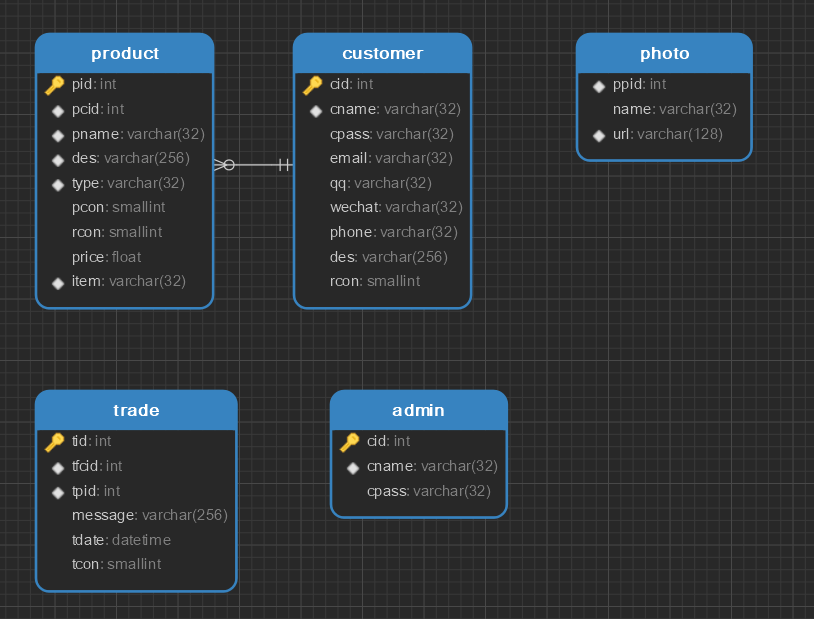 product
pid: int
pcid: int
pname: varchar(32)
des: varchar(256)
type: varchar(32)
pcon: smallint
rcon: smallint
price: float
item: varchar(32)
customer
cid: int
cname: varchar(32)
cpass: varchar(32)
email: varchar(32)
qq: varchar(32)
wechat: varchar(32)
phone: varchar(32)
des: varchar(256)
rcon: smallint
photo
ppid: int
name: varchar(32)
url: varchar(128)
trade
tid: int
tfcid: int
tpid: int
message: varchar(256)
tdate: datetime
tcon: smallint
admin
cid: int
cname: varchar(32)
cpass: varchar(32)